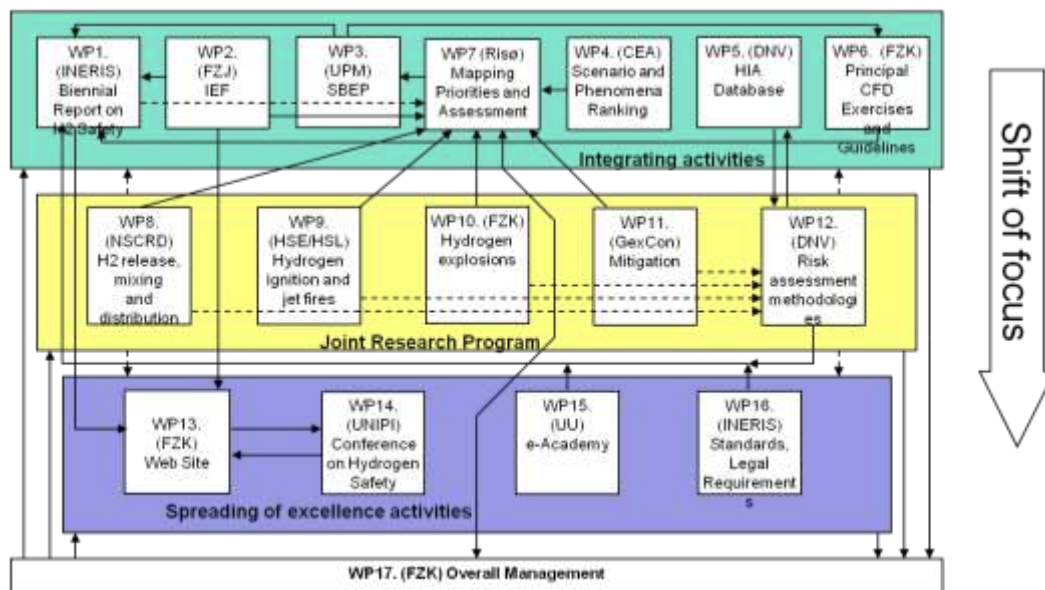 WP1.
(INERIS)
Biennial
Report on
H2 Safety
WP2.
(FZJ)
IEF
WP3.
(UPM)
SBEP
WP7 (Risø)
Mapping
Priorities and
Assessment
WP4. (CEA)
Scenario and
Phenomena
Ranking
WP5. (DNV)
HIA
Database
WP6. (FZK)
Principal
CFD
Exercises and
Guidelines
Integrating activities
WP8.
(NSCRD)
H2 release,
mixing
and
distribution
WP9.
(HSE/HSL)
Hydrogen
ignition and
jet fires
WP10. (FZK)
Hydrogen
explosions
WP11.
(GexCon)
Mitigation
WP12.
(DNV)
Risk
assessment
methodologi
es
Joint Research Program
WP13.
(FZK)
Web Site
WP14.
(UNIPI)
Conference
on Hydrogen
Safety
WP15.
(UU)
e-Academy
WP16.
(INERIS)
Standards,
Legal
Requirement
s
Spreading of excellence activities
WP17. (FZK) Overall Management
Shift of focus